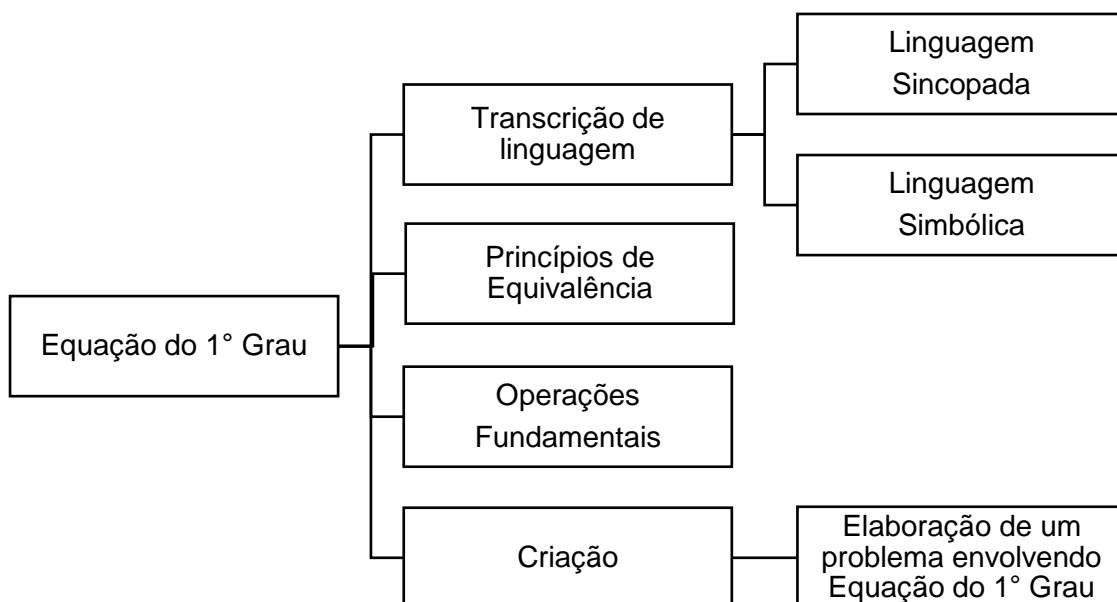 Linguagem
Sincopada
Transcrição de
linguagem
Linguagem
Simbólica
Princípios de
Equivalência
Equação do 1° Grau
Operações
Fundamentais
Criação
Elaboração de um
problema envolvendo
Equação do 1° Grau